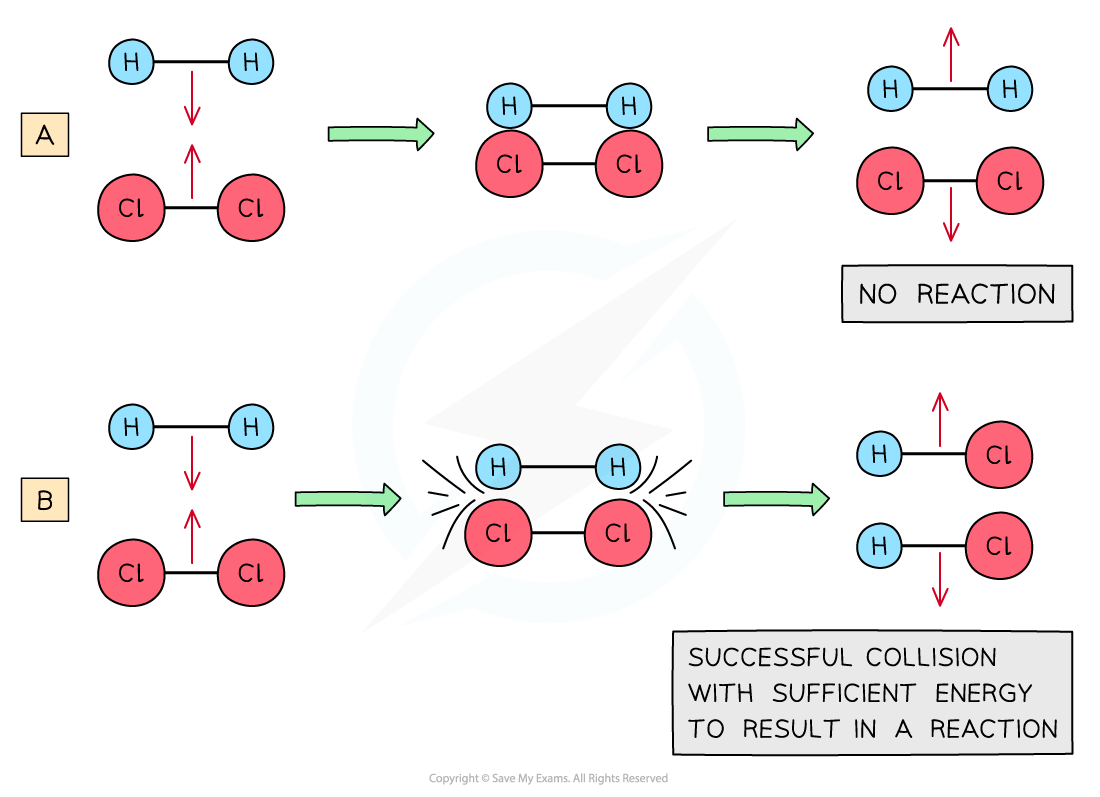 H H
A
Cl Cl
H H
Cl Cl
H H
Cl Cl
NO REACTION
H H
B
Cl Cl
H H
Cl Cl
H Cl
H Cl
SUCCESSFUL COLLISION
WITH SUFFICIENT ENERGY
TO RESULT IN A REACTION
Copyright © Save My Exams. All Rights Reserved